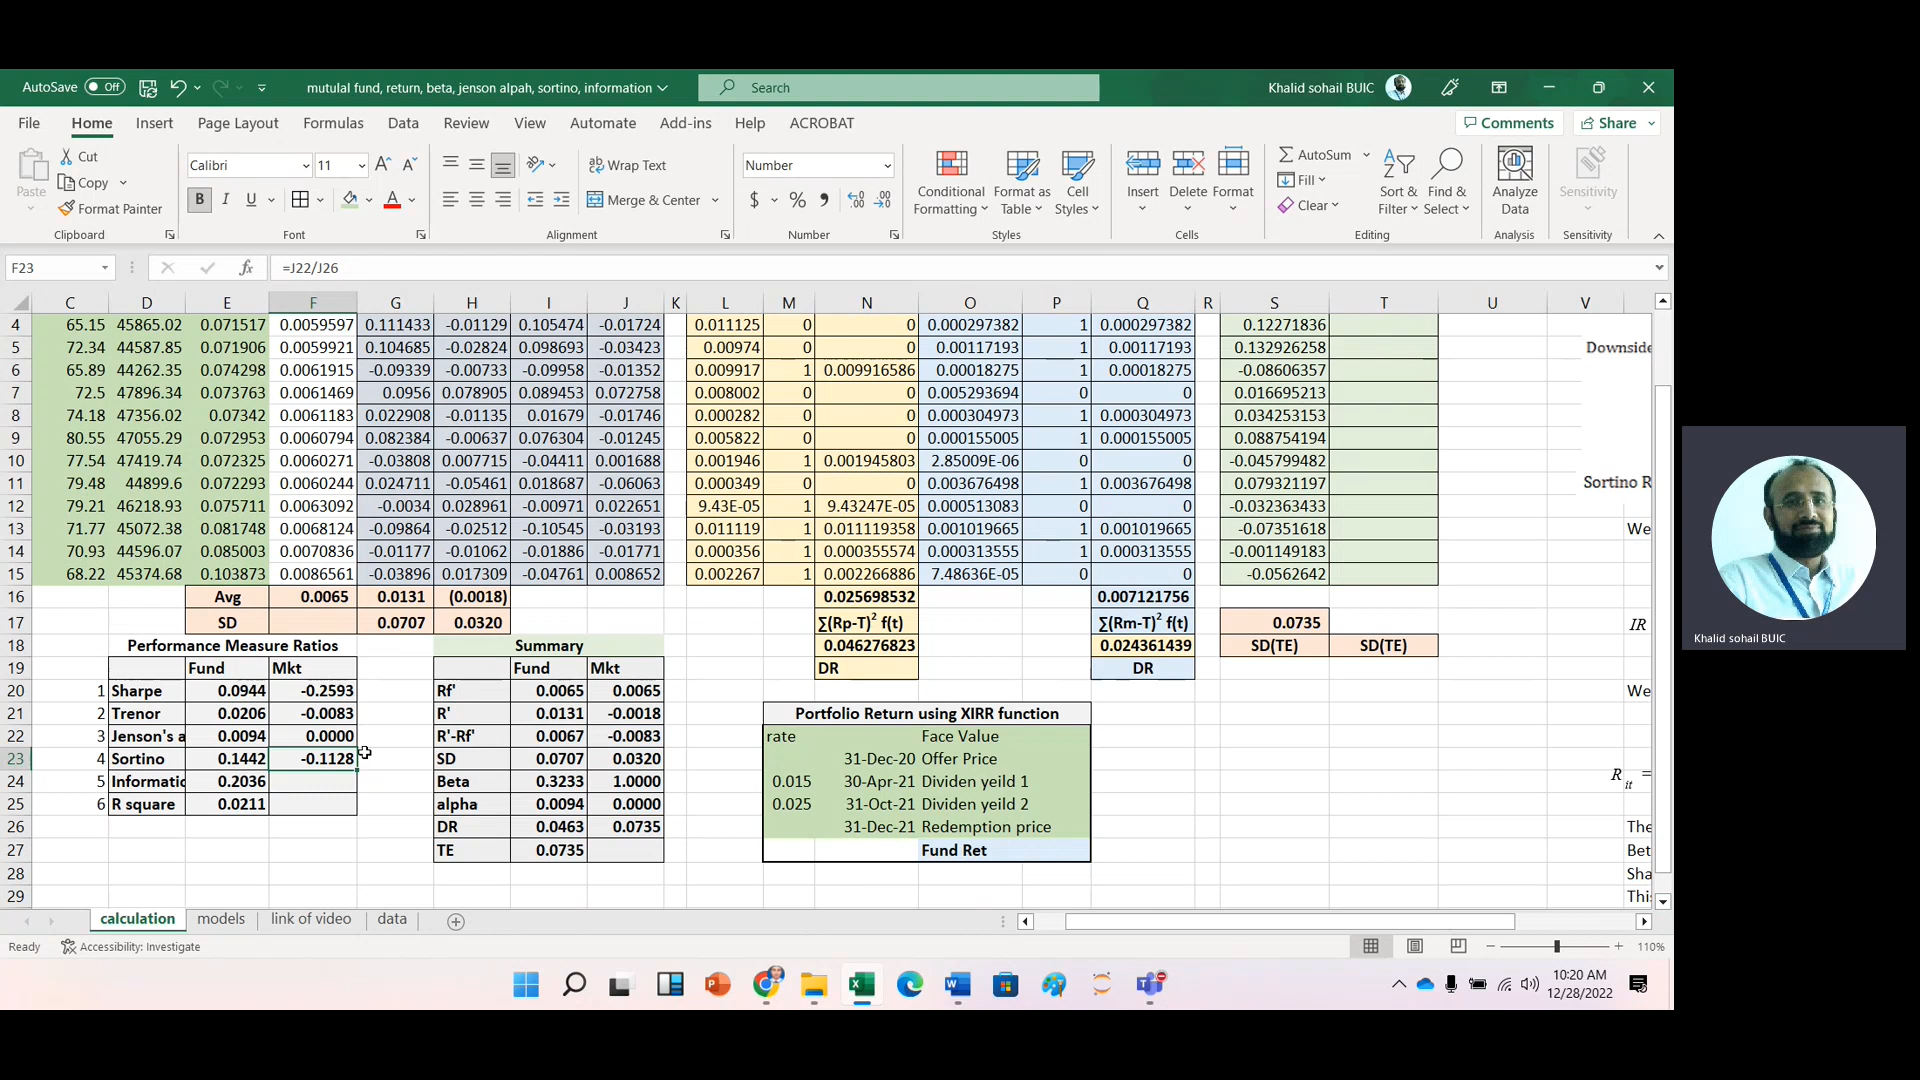 AutoSave Off mutulal fund, return, beta, jenson alpah, sortino, information Search Khalid sohail BUIC
File Home Insert Page Layout Formulas Data Review View Automate Add-ins Help ACROBAT Comments Share
Paste Cut Copy Format Painter
Calibri 11 B I U
Wrap Text Merge & Center
Number $ %
Conditional Formatting Format as Table Cell Styles
Insert Delete Format
AutoSum Fill Clear Sort & Filter Find & Select
Analyze Data Sensitivity
Clipboard Font Alignment Number Styles Cells Editing Analysis Sensitivity
F23 fx =J22/J26
C D E F G H I J K L M N O P Q R S T U V
4 65.15 45865.02 0.071517 0.0059597 0.111433 -0.01129 0.105474 -0.01724 0.011125 0 0 0.000297382 1 0.000297382 0.12271836
5 72.34 44587.85 0.071906 0.0059921 0.104685 -0.02824 0.098693 -0.03423 0.00974 0 0 0.00117193 1 0.00117193 0.132926258 Downside
6 65.89 44262.35 0.074298 0.0061915 -0.09339 -0.00733 -0.09958 -0.01352 0.009917 1 0.009916586 0.00018275 1 0.00018275 -0.08606357
7 72.5 47896.34 0.073763 0.0061469 0.0956 0.078905 0.089453 0.072758 0.008002 0 0 0.005293694 0 0 0.016695213
8 74.18 47356.02 0.07342 0.0061183 0.022908 -0.01135 0.01679 -0.01746 0.000282 0 0 0.000304973 1 0.000304973 0.034253153
9 80.55 47055.29 0.072953 0.0060794 0.082384 -0.00637 0.076304 -0.01245 0.005822 0 0 0.000155005 1 0.000155005 0.088754194
10 77.54 47419.74 0.072325 0.0060271 -0.03808 0.007715 -0.04411 0.001688 0.001946 1 0.001945803 2.85009E-06 0 0 -0.045799482
11 79.48 44899.6 0.072293 0.0060244 0.024711 -0.05461 0.018687 -0.06063 0.000349 0 0 0.003676498 1 0.003676498 0.079321197 Sortino R
12 79.21 46218.93 0.075711 0.0063092 -0.0034 0.028961 -0.00971 0.022651 9.43E-05 1 9.43247E-05 0.000513083 0 0 -0.032363433
13 71.77 45072.38 0.081748 0.0068124 -0.09864 -0.02512 -0.10545 -0.03193 0.011119 1 0.011119358 0.001019665 1 0.001019665 -0.07351618 We
14 70.93 44596.07 0.085003 0.0070836 -0.01177 -0.01062 -0.01886 -0.01771 0.000356 1 0.000355574 0.000313555 1 0.000313555 -0.001149183
15 68.22 45374.68 0.103873 0.0086561 -0.03896 0.017309 -0.04761 0.008652 0.002267 1 0.002266886 7.48636E-05 0 0 -0.0562642
16 Avg 0.0065 0.0131 (0.0018) 0.025698532 0.007121756
17 SD 0.0707 0.0320 ∑(Rp-T)² f(t) ∑(Rm-T)² f(t) 0.0735 IR
18 Performance Measure Ratios Summary 0.046276823 0.024361439 SD(TE) SD(TE)
19 Fund Mkt Fund Mkt DR DR
20 1 Sharpe 0.0944 -0.2593 Rf' 0.0065 0.0065 We
21 2 Trenor 0.0206 -0.0083 R' 0.0131 -0.0018 Portfolio Return using XIRR function
22 3 Jenson's a 0.0094 0.0000 R'-Rf' 0.0067 -0.0083 rate Face Value
23 4 Sortino 0.1442 -0.1128 SD 0.0707 0.0320 31-Dec-20 Offer Price
24 5 Informatio 0.2036 Beta 0.3233 1.0000 0.015 30-Apr-21 Dividen yeild 1 R it =
25 6 R square 0.0211 alpha 0.0094 0.0000 0.025 31-Oct-21 Dividen yeild 2
26 DR 0.0463 0.0735 31-Dec-21 Redemption price The
27 TE 0.0735 Fund Ret Bet
28 Sha
29 Thi
calculation models link of video data
Ready Accessibility: Investigate 110%
10:20 AM
12/28/2022
Khalid sohail BUIC